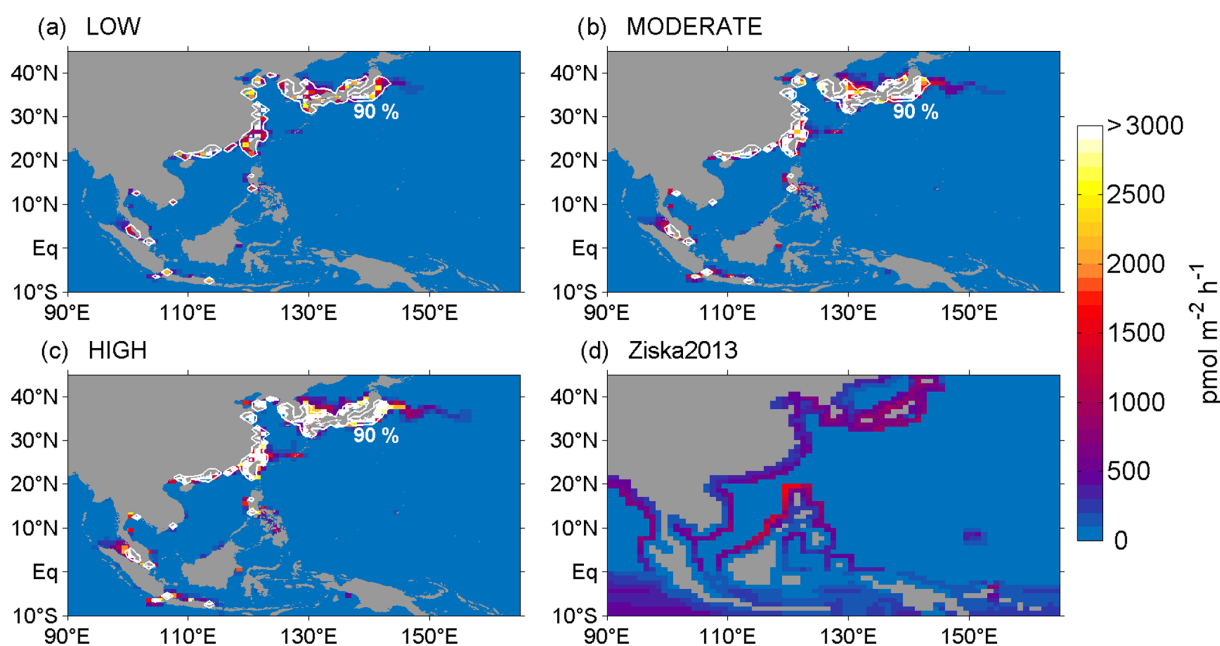 (a) LOW
(b) MODERATE
40°N
30°N
20°N
10°N
Eq
10°S
90°E 110°E 130°E 150°E
90 %
40°N
30°N
20°N
10°N
Eq
10°S
90°E 110°E 130°E 150°E
90 %
(c) HIGH
(d) Ziska2013
40°N
30°N
20°N
10°N
Eq
10°S
90°E 110°E 130°E 150°E
90 %
40°N
30°N
20°N
10°N
Eq
10°S
90°E 110°E 130°E 150°E
>3000
2500
2000
1500
1000
500
0
pmol m⁻² h⁻¹